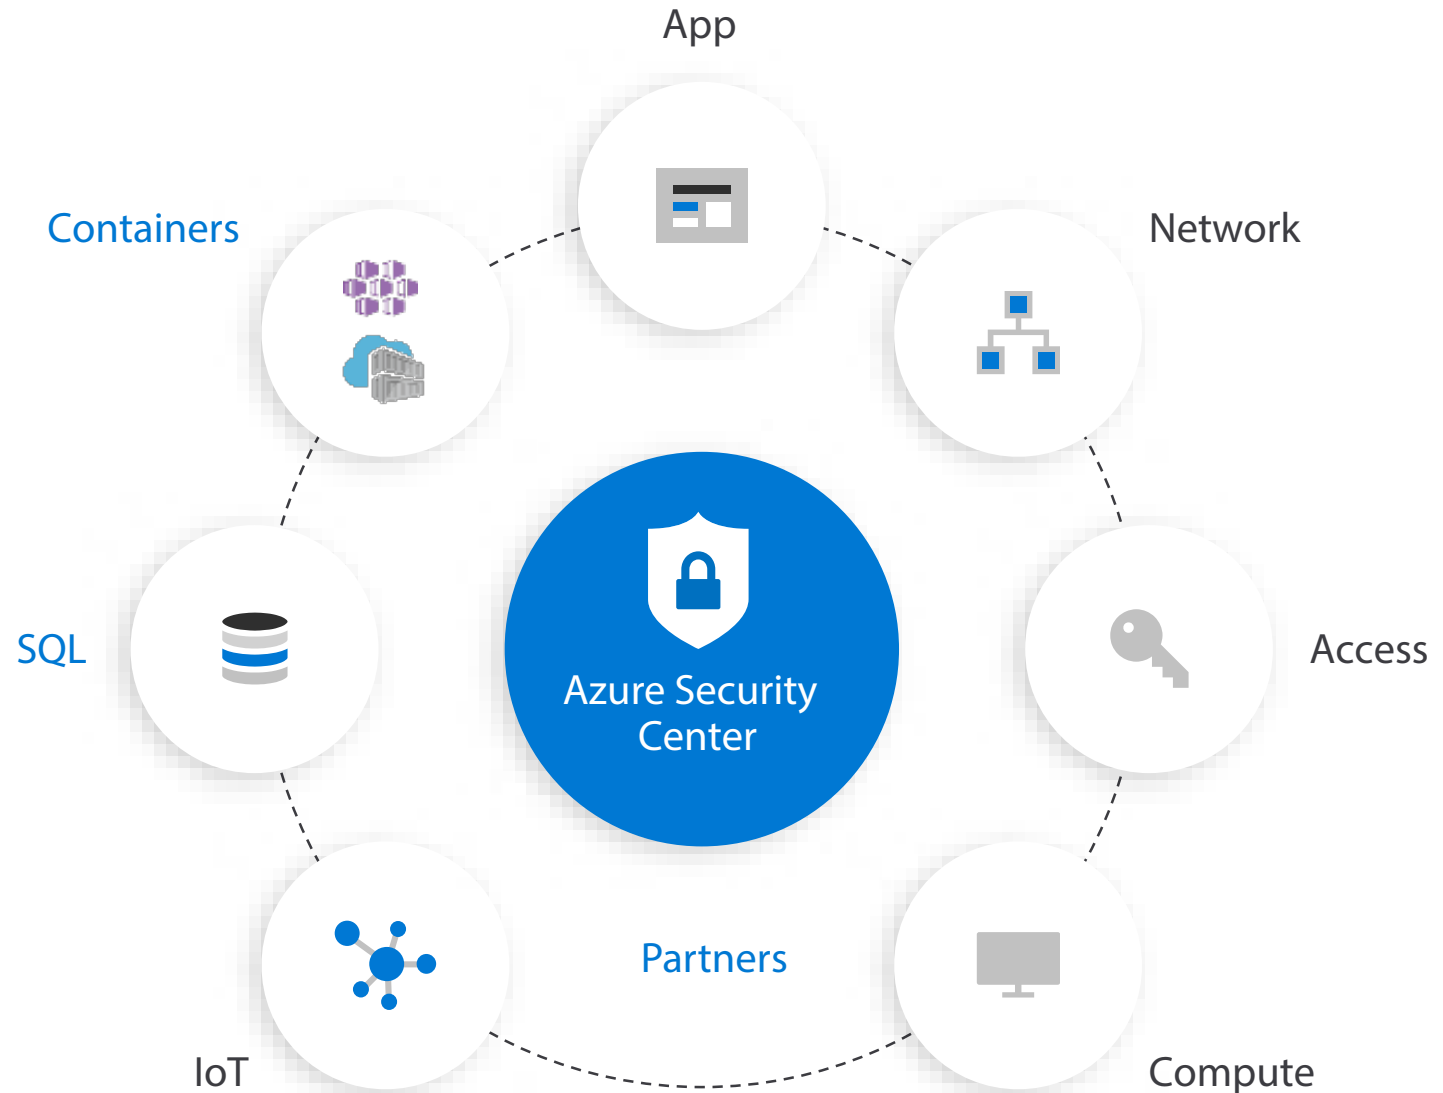 App
Containers
Network
SQL
Azure Security
Center
Access
Partners
IoT
Compute